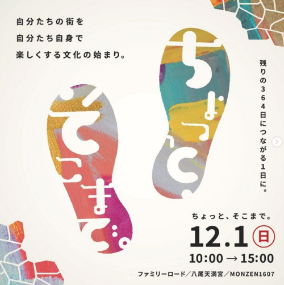 自分たちの街を
自分たち自身で
楽しくする文化の始まり。
ちょっと、
そこまで。
残りの364日につながる1日に。
ちょっと、そこまで。
12.1 日
10:00→15:00
ファミリーロード／八尾天満宮／MONZEN1607